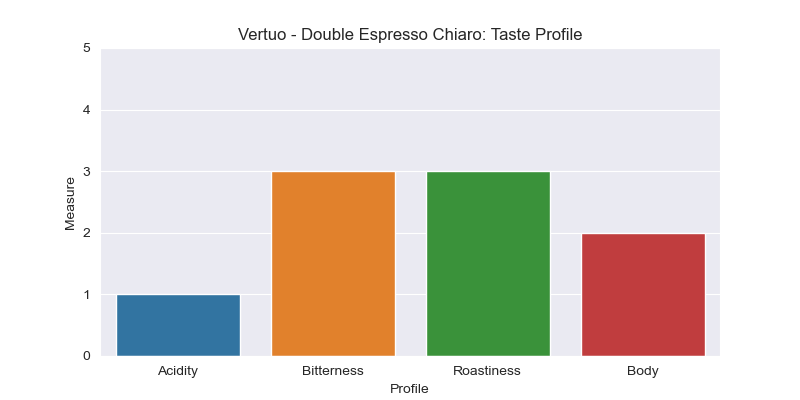 Vertuo - Double Espresso Chiaro: Taste Profile
5
4
3
2
1
0
Measure
Acidity Bitterness Roastiness Body
Profile